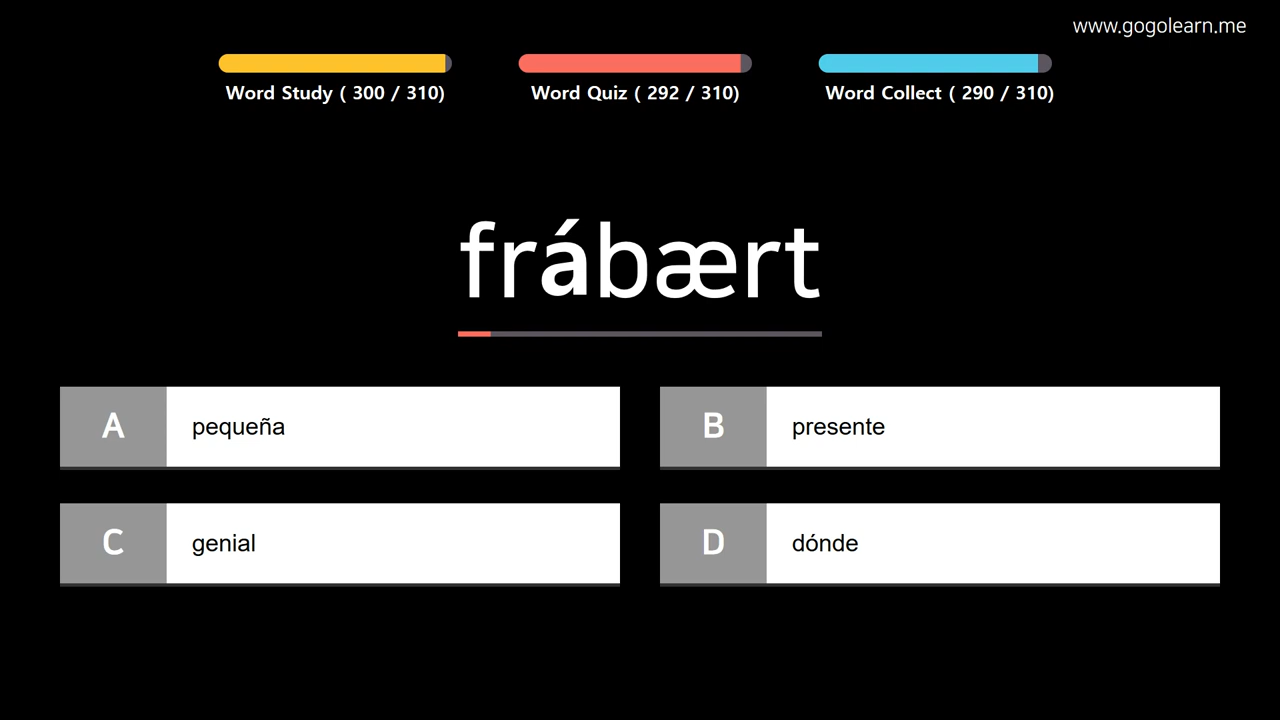 www.gogolearn.me
Word Study ( 300 / 310)
Word Quiz ( 292 / 310)
Word Collect ( 290 / 310)
frábært
A pequeña
B presente
C genial
D dónde